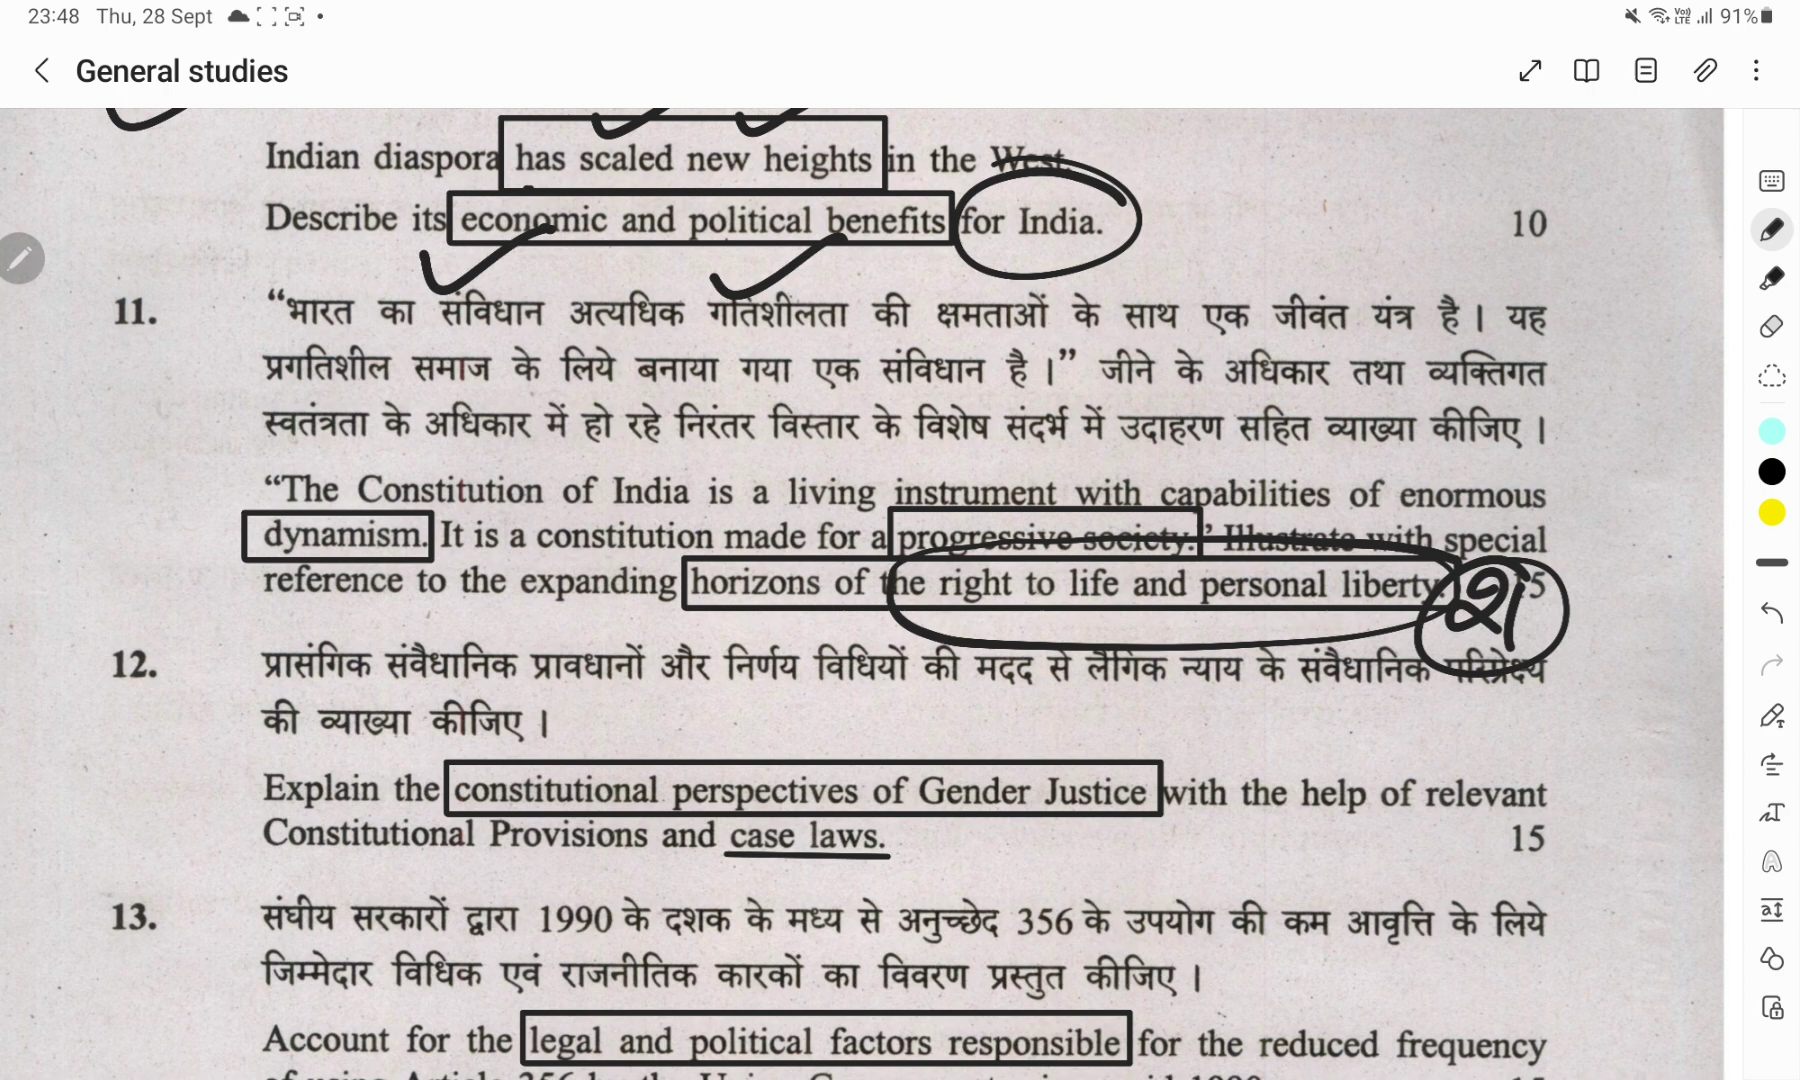 23:48 Thu, 28 Sept
Vo)) LTE 91%
General studies
Indian diaspora has scaled new heights in the West.
Describe its economic and political benefits for India. 10
11. “भारत का संविधान अत्यधिक गतिशीलता की क्षमताओं के साथ एक जीवंत यंत्र है । यह
प्रगतिशील समाज के लिये बनाया गया एक संविधान है ।” जीने के अधिकार तथा व्यक्तिगत
स्वतंत्रता के अधिकार में हो रहे निरंतर विस्तार के विशेष संदर्भ में उदाहरण सहित व्याख्या कीजिए ।
“The Constitution of India is a living instrument with capabilities of enormous
dynamism. It is a constitution made for a progressive society.” Illustrate with special
reference to the expanding horizons of the right to life and personal liberty. 15
21
12. प्रासंगिक संवैधानिक प्रावधानों और निर्णय विधियों की मदद से लैंगिक न्याय के संवैधानिक परिप्रेक्ष्य
की व्याख्या कीजिए ।
Explain the constitutional perspectives of Gender Justice with the help of relevant
Constitutional Provisions and case laws. 15
13. संघीय सरकारों द्वारा 1990 के दशक के मध्य से अनुच्छेद 356 के उपयोग की कम आवृत्ति के लिये
जिम्मेदार विधिक एवं राजनीतिक कारकों का विवरण प्रस्तुत कीजिए ।
Account for the legal and political factors responsible for the reduced frequency